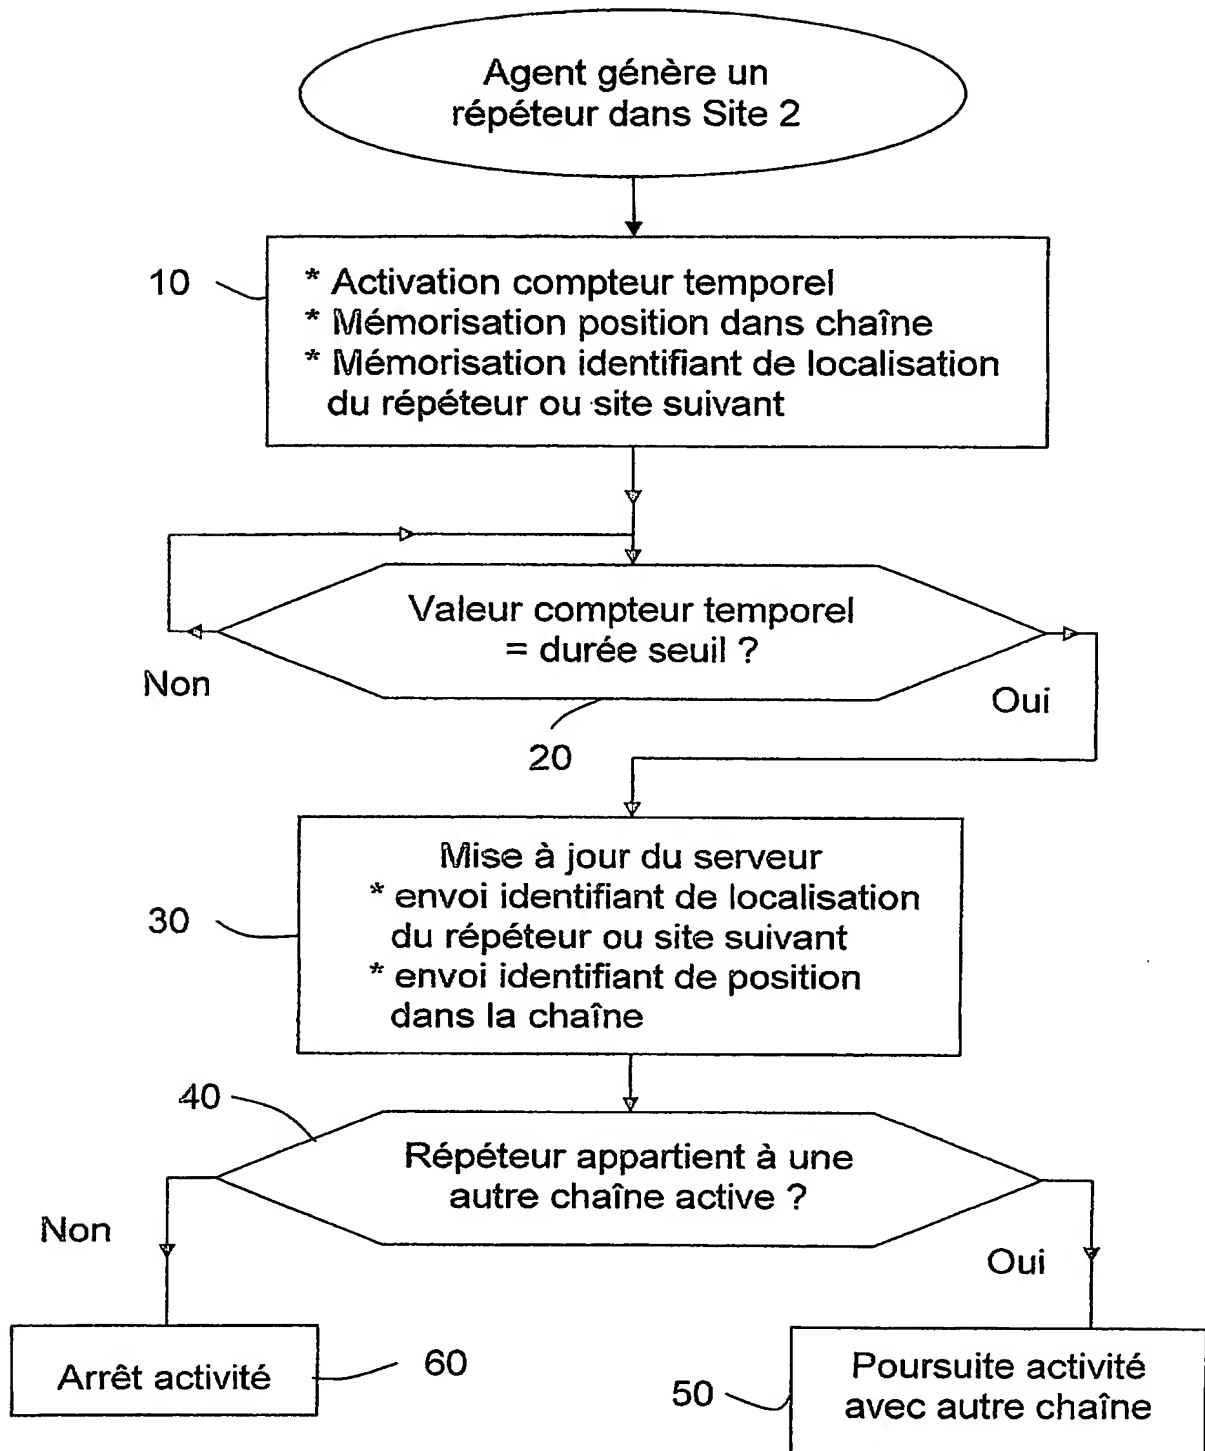 Agent génère un
répéteur dans Site 2
10
* Activation compteur temporel
* Mémorisation position dans chaîne
* Mémorisation identifiant de localisation
du répéteur ou site suivant
Valeur compteur temporel
= durée seuil ?
Non
Oui
20
30
Mise à jour du serveur
* envoi identifiant de localisation
du répéteur ou site suivant
* envoi identifiant de position
dans la chaîne
40
Répéteur appartient à une
autre chaîne active ?
Non
Oui
Arrêt activité
60
50
Poursuite activité
avec autre chaîne